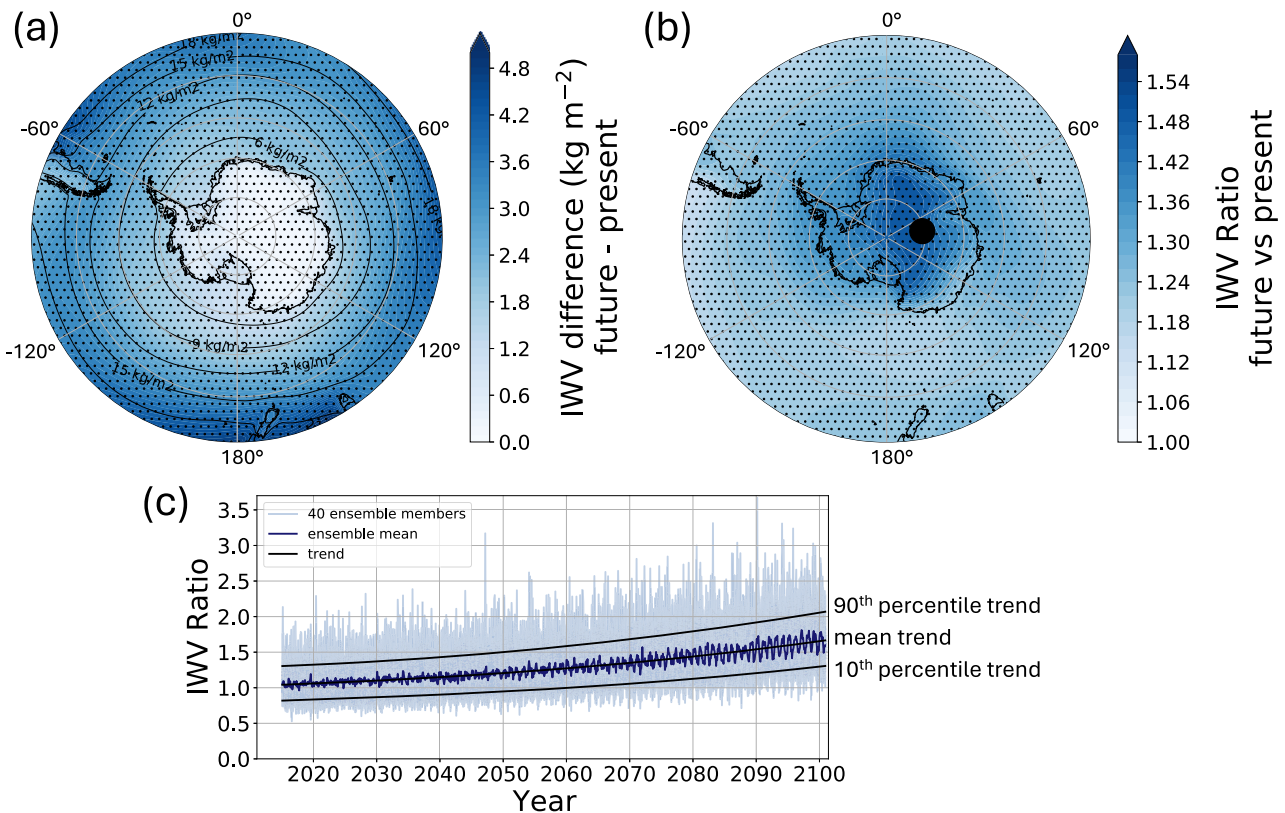 (a)
0°
18 kg/m2
15 kg/m2
12 kg/m2
6 kg/m2
-60°
60°
18 kg/m2
-120°
120°
9 kg/m2
12 kg/m2
15 kg/m2
180°
4.8
4.2
3.6
3.0
2.4
1.8
1.2
0.6
0.0
IWV difference (kg m−2)
future - present
(b)
0°
-60°
60°
-120°
120°
180°
1.54
1.48
1.42
1.36
1.30
1.24
1.18
1.12
1.06
1.00
IWV Ratio
future vs present
(c)
3.5
3.0
2.5
2.0
1.5
1.0
0.5
0.0
IWV Ratio
40 ensemble members
ensemble mean
trend
90th percentile trend
mean trend
10th percentile trend
2020 2030 2040 2050 2060 2070 2080 2090 2100
Year